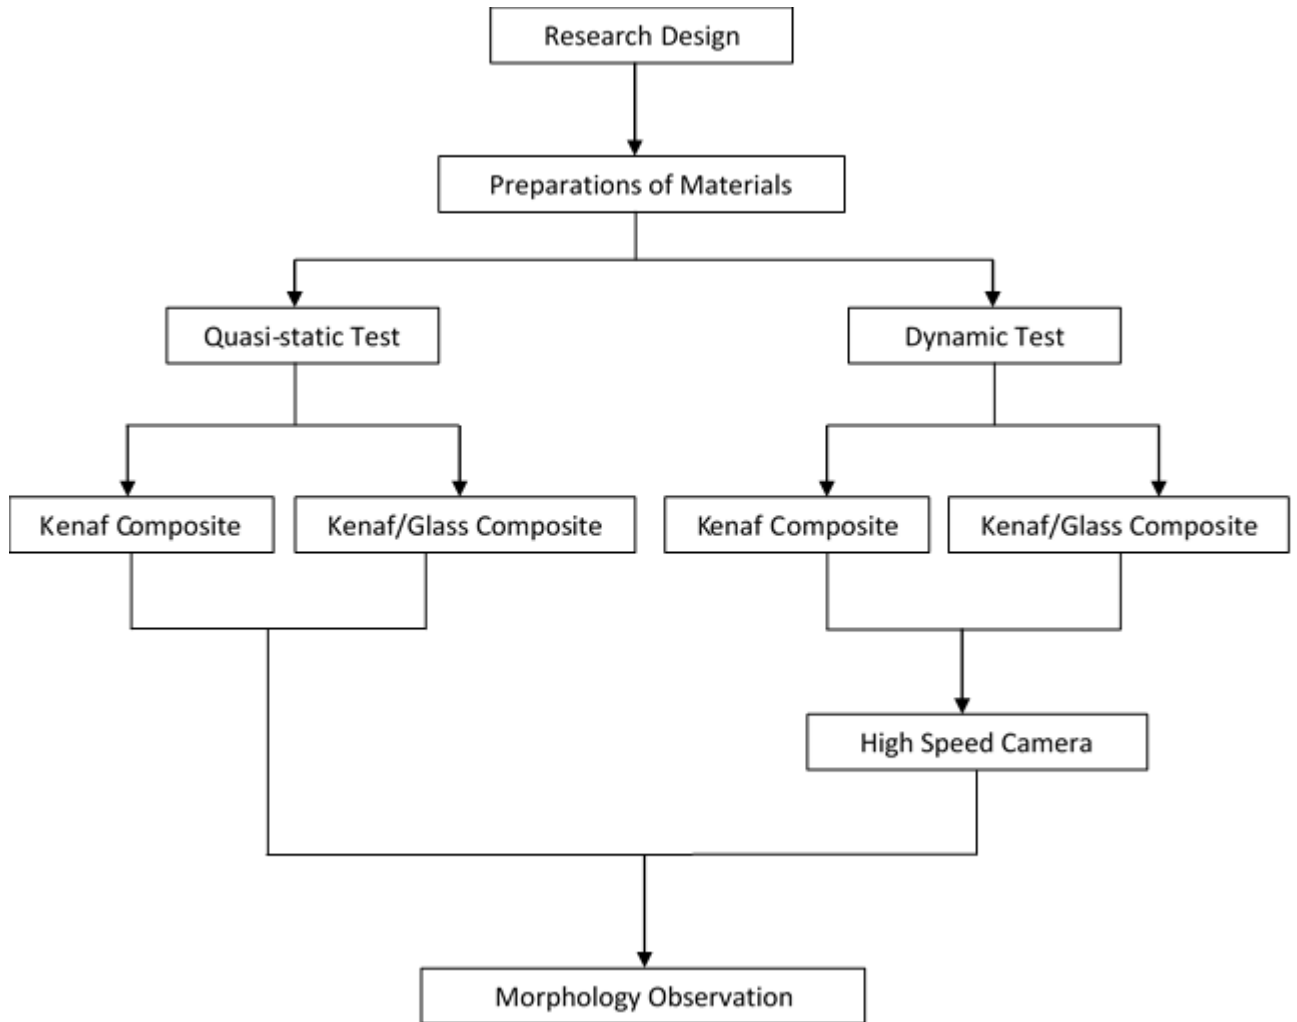 Research Design
Preparations of Materials
Quasi-static Test
Dynamic Test
Kenaf Composite
Kenaf/Glass Composite
Kenaf Composite
Kenaf/Glass Composite
High Speed Camera
Morphology Observation